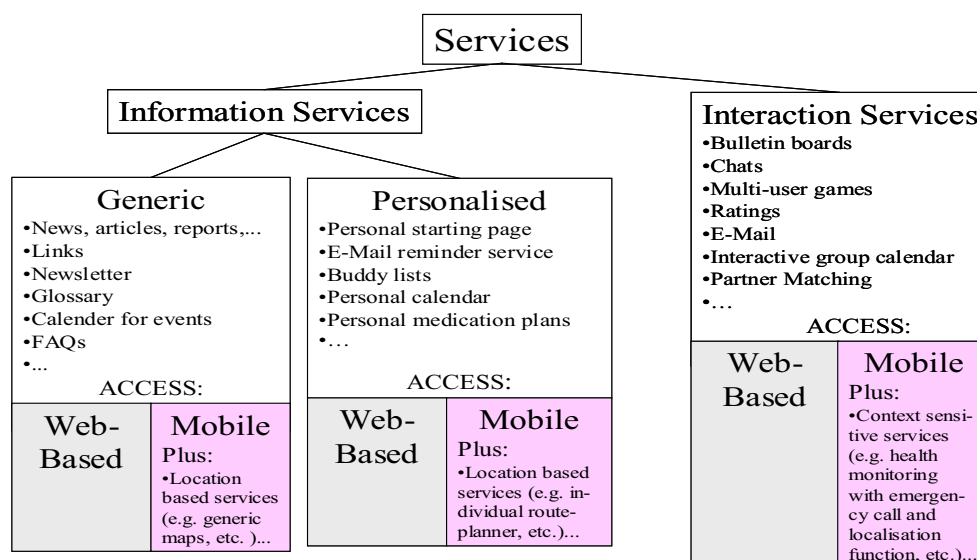 Services
Information Services
Generic
•News, articles, reports,...
•Links
•Newsletter
•Glossary
•Calender for events
•FAQs
•...
ACCESS:
Web-
Based
Mobile
Plus:
•Location
based services
(e.g. generic
maps, etc. )...
Personalised
•Personal starting page
•E-Mail reminder service
•Buddy lists
•Personal calendar
•Personal medication plans
•…
ACCESS:
Web-
Based
Mobile
Plus:
•Location based
services (e.g. in-
dividual route-
planner, etc.)...
Interaction Services
•Bulletin boards
•Chats
•Multi-user games
•Ratings
•E-Mail
•Interactive group calendar
•Partner Matching
•…
ACCESS:
Web-
Based
Mobile
Plus:
•Context sensi-
tive services
(e.g. health
monitoring
with emergen-
cy call and
localisation
function, etc.)...